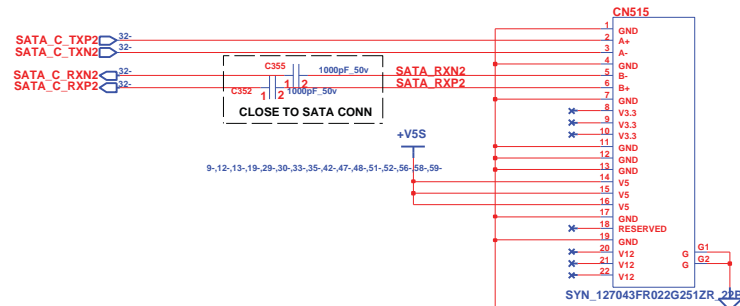 CN515
1 GND
SATA_C_TXP2 32- 2 A+
SATA_C_TXN2 32- 3 A-
4 GND
SATA_C_RXN2 32- C355 1 2 1000pF_50v SATA_RXN2 5 B-
SATA_C_RXP2 32- C352 1 2 1000pF_50v SATA_RXP2 6 B+
7 GND
CLOSE TO SATA CONN
8 V3.3
9 V3.3
10 V3.3
+V5S
11 GND
12 GND
13 GND
9-,12-,13-,19-,29-,30-,33-,35-,42-,47-,48-,51-,52-,56-,58-,59-
14 V5
15 V5
16 V5
17 GND
18 RESERVED
19 GND
20 V12 G G1
21 V12 G G2
22 V12
SYN_127043FR022G251ZR_22P